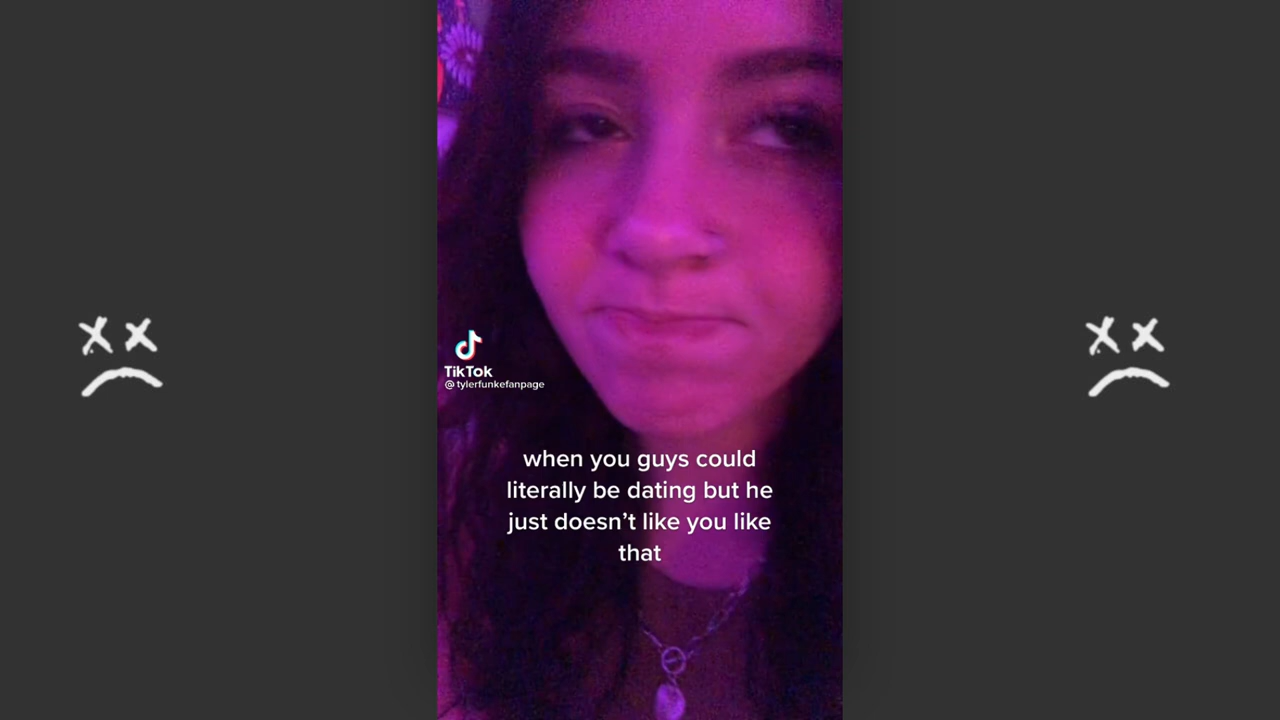 TikTok
@tylerfunkefanpage
when you guys could
literally be dating but he
just doesn’t like you like
that